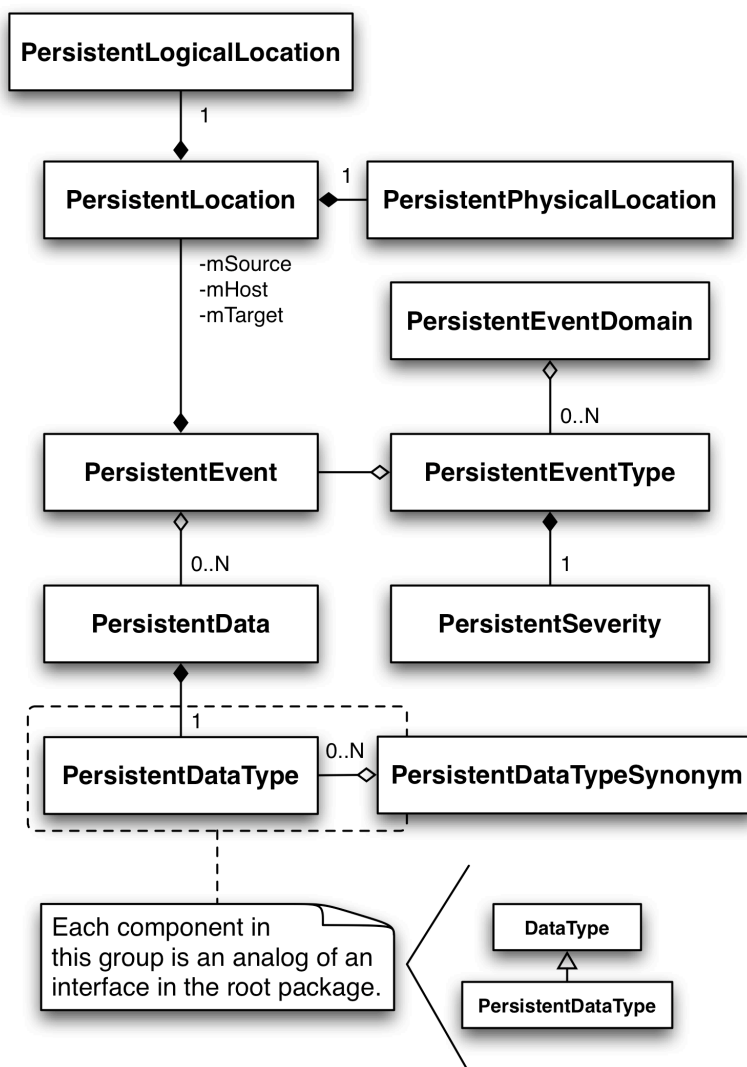 PersistentLogicalLocation
1
PersistentLocation
1
PersistentPhysicalLocation
-mSource
-mHost
-mTarget
PersistentEventDomain
0..N
PersistentEvent
PersistentEventType
0..N
1
PersistentData
PersistentSeverity
1
PersistentDataType
0..N
PersistentDataTypeSynonym
Each component in
this group is an analog of an
interface in the root package.
DataType
PersistentDataType